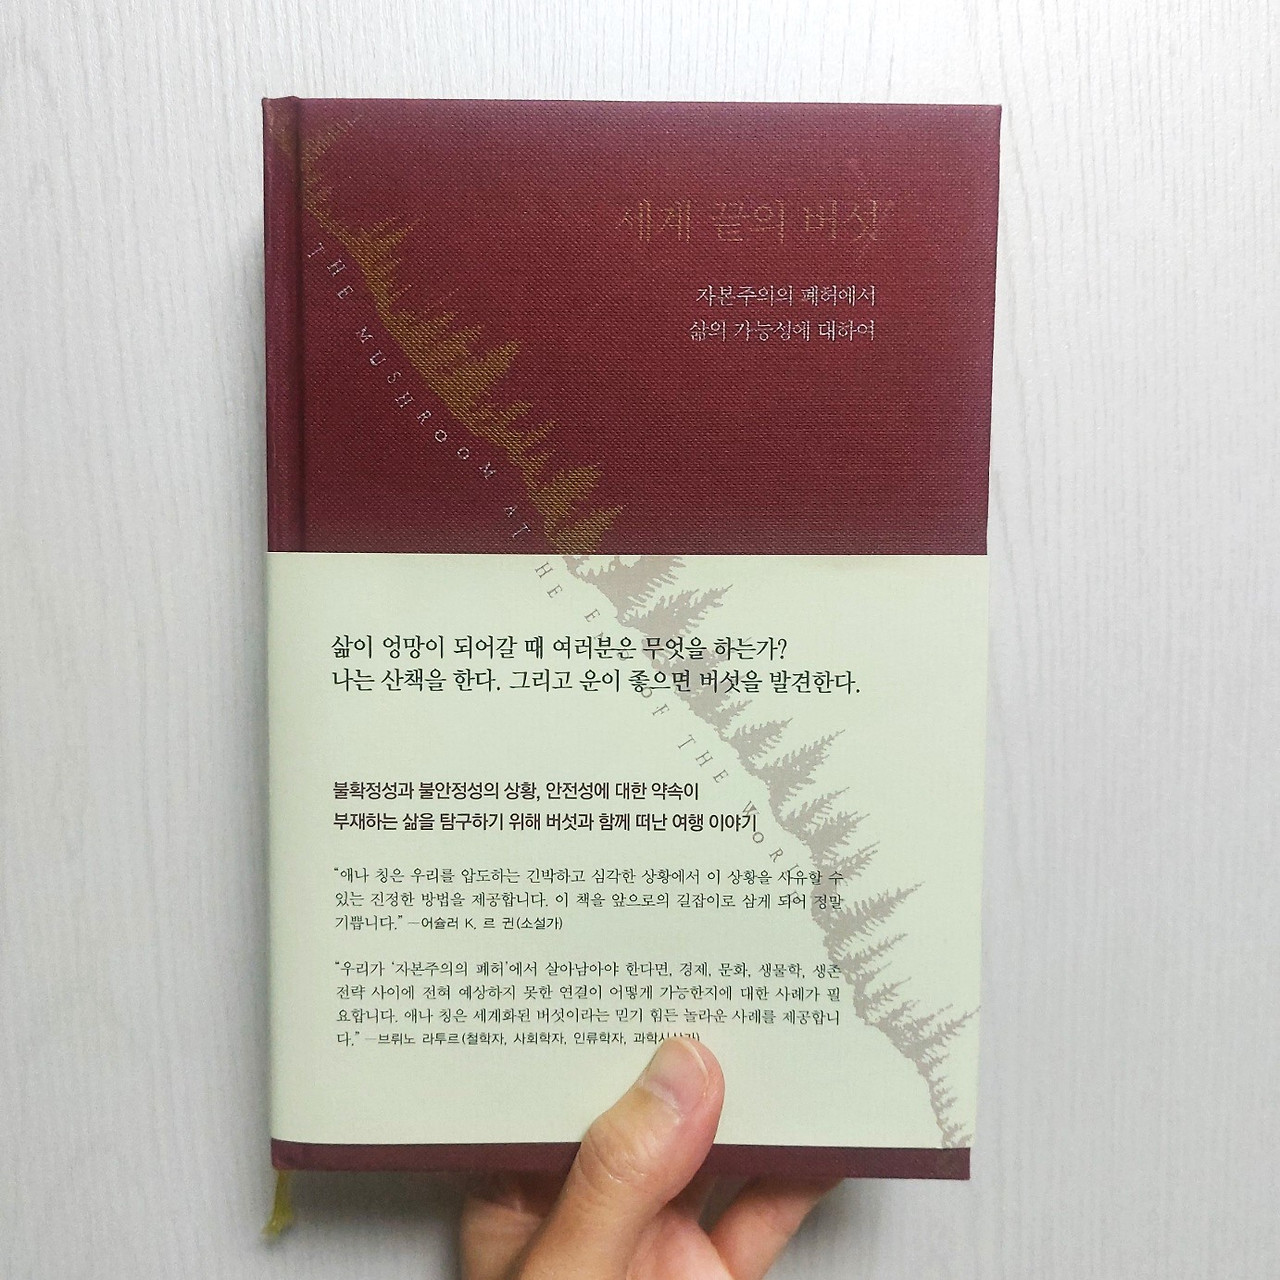 세계 끝의 버섯
자본주의의 폐허에서
삶의 가능성에 대하여
THE MUSHROOM AT THE END OF THE WORLD
삶이 엉망이 되어갈 때 여러분은 무엇을 하는가?
나는 산책을 한다. 그리고 운이 좋으면 버섯을 발견한다.
불확정성과 불안정성의 상황, 안전성에 대한 약속이
부재하는 삶을 탐구하기 위해 버섯과 함께 떠난 여행 이야기
“애나 칭은 우리를 압도하는 긴박하고 심각한 상황에서 이 상황을 사유할 수
있는 진정한 방법을 제공합니다. 이 책을 앞으로의 길잡이로 삼게 되어 정말
기쁩니다.” —어슐러 K. 르 귄(소설가)
“우리가 ‘자본주의의 폐허’에서 살아남아야 한다면, 경제, 문화, 생물학, 생존
전략 사이에 전혀 예상하지 못한 연결이 어떻게 가능한지에 대한 사례가 필
요합니다. 애나 칭은 세계화된 버섯이라는 믿기 힘든 놀라운 사례를 제공합니
다.” —브뤼노 라투르(철학자, 사회학자, 인류학자,